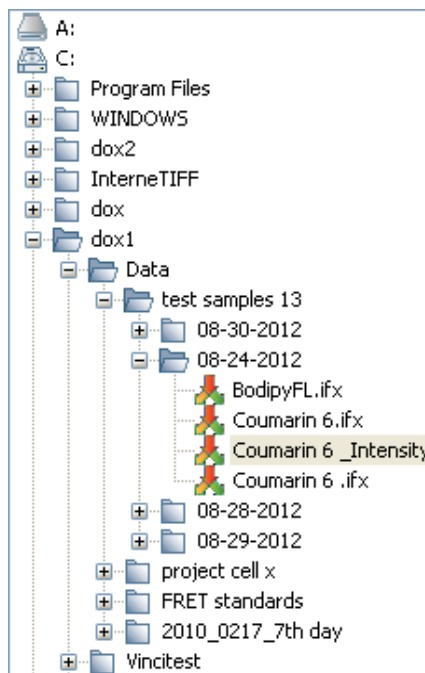 A:
C:
Program Files
WINDOWS
dox2
InterneTIFF
dox
dox1
Data
test samples 13
08-30-2012
08-24-2012
BodipyFL.ifx
Coumarin 6.ifx
Coumarin 6 _Intensity
Coumarin 6 .ifx
08-28-2012
08-29-2012
project cell x
FRET standards
2010_0217_7th day
Vincitest